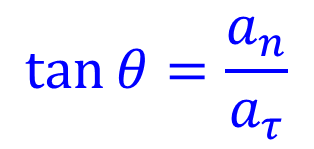 tan θ = aₙ / a_τ